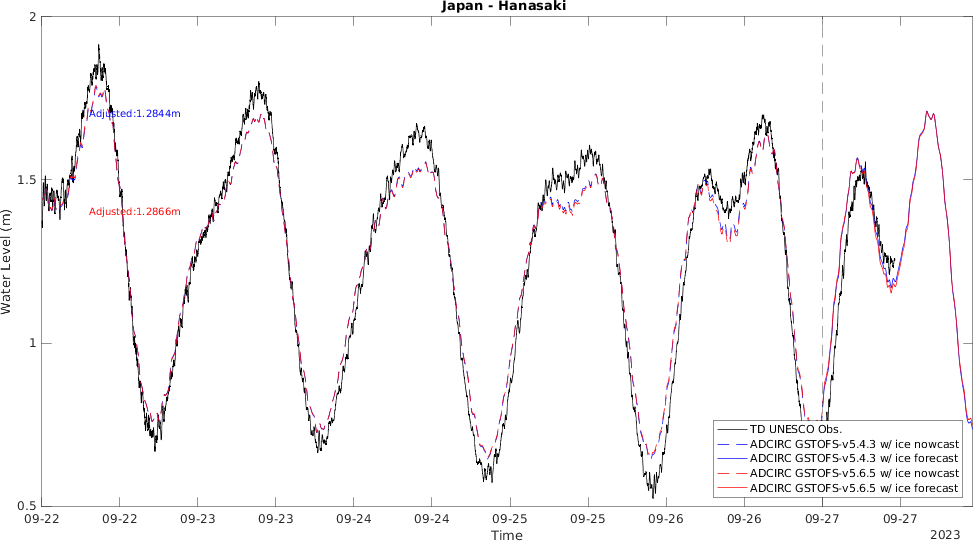 Japan - Hanasaki
2
1.5
1
0.5
Water Level (m)
Adjusted:1.2844m
Adjusted:1.2866m
TD UNESCO Obs.
ADCIRC GSTOFS-v5.4.3 w/ ice nowcast
ADCIRC GSTOFS-v5.4.3 w/ ice forecast
ADCIRC GSTOFS-v5.6.5 w/ ice nowcast
ADCIRC GSTOFS-v5.6.5 w/ ice forecast
09-22 09-22 09-23 09-23 09-24 09-24 09-25 09-25 09-26 09-26 09-27 09-27
Time
2023